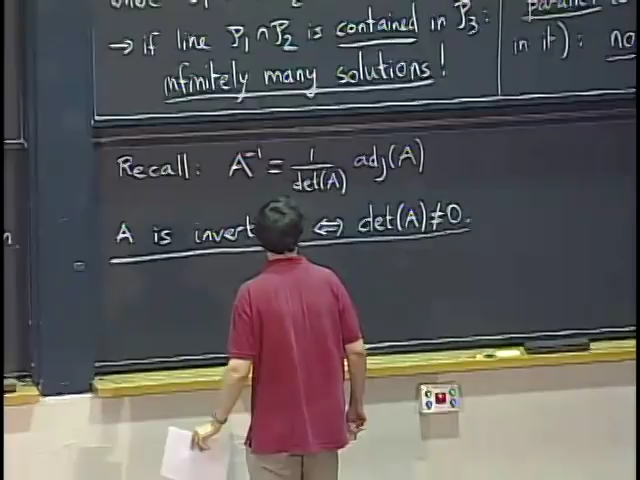 → if line P₁ ∩ P₂ is contained in P₃ :
infinitely many solutions !
in it) : no
Recall : A⁻¹ = 1/det(A) adj(A)
A is invert ⇔ det(A) ≠ 0.